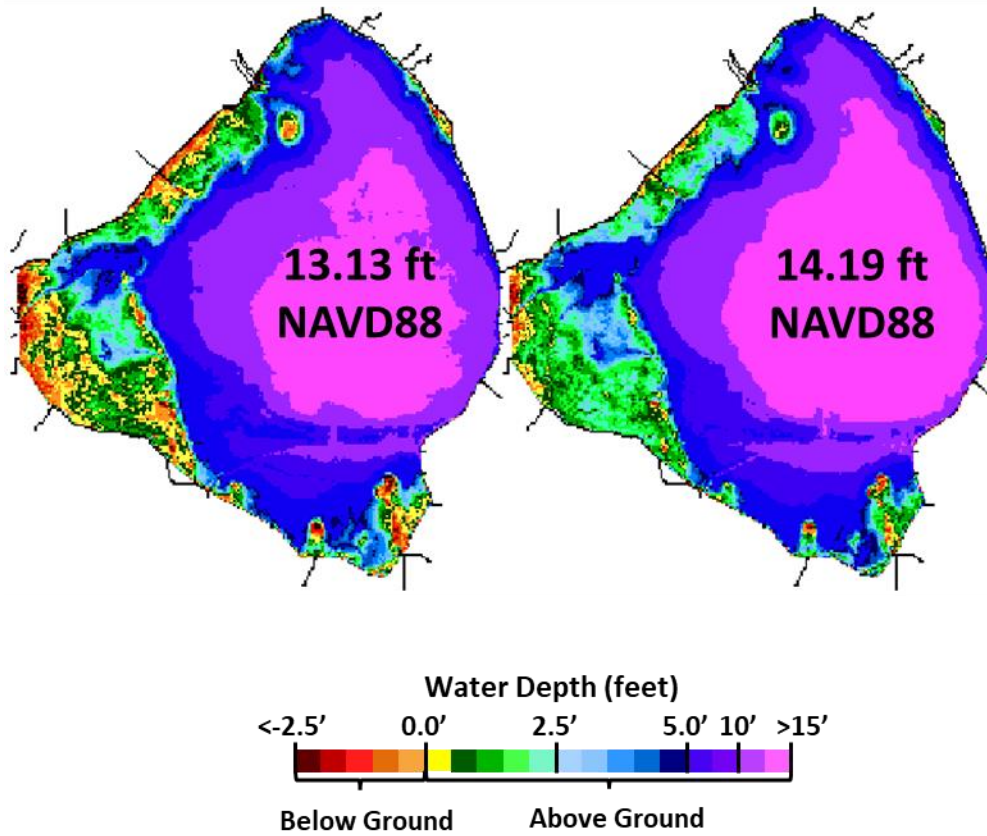 13.13 ft
NAVD88
14.19 ft
NAVD88
Water Depth (feet)
<-2.5’ 0.0’ 2.5’ 5.0’ 10’ >15’
Below Ground Above Ground